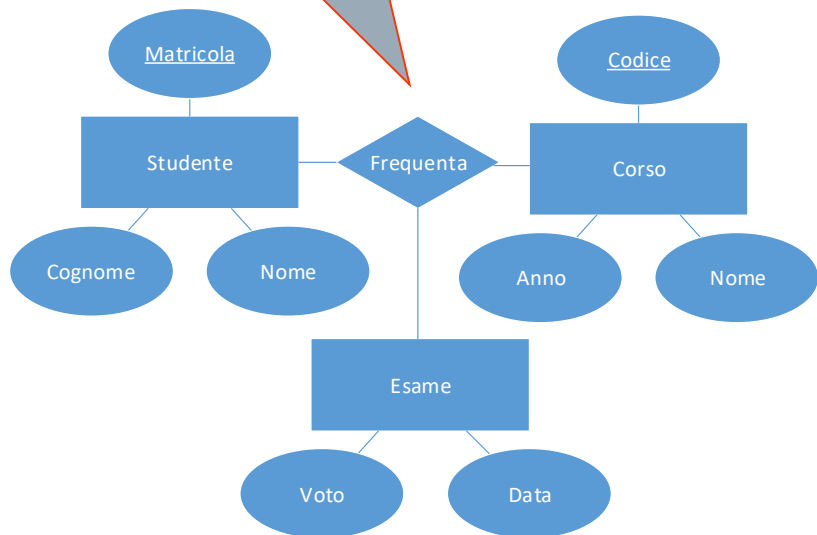 Matricola
Codice
Studente
Frequenta
Corso
Cognome
Nome
Anno
Nome
Esame
Voto
Data